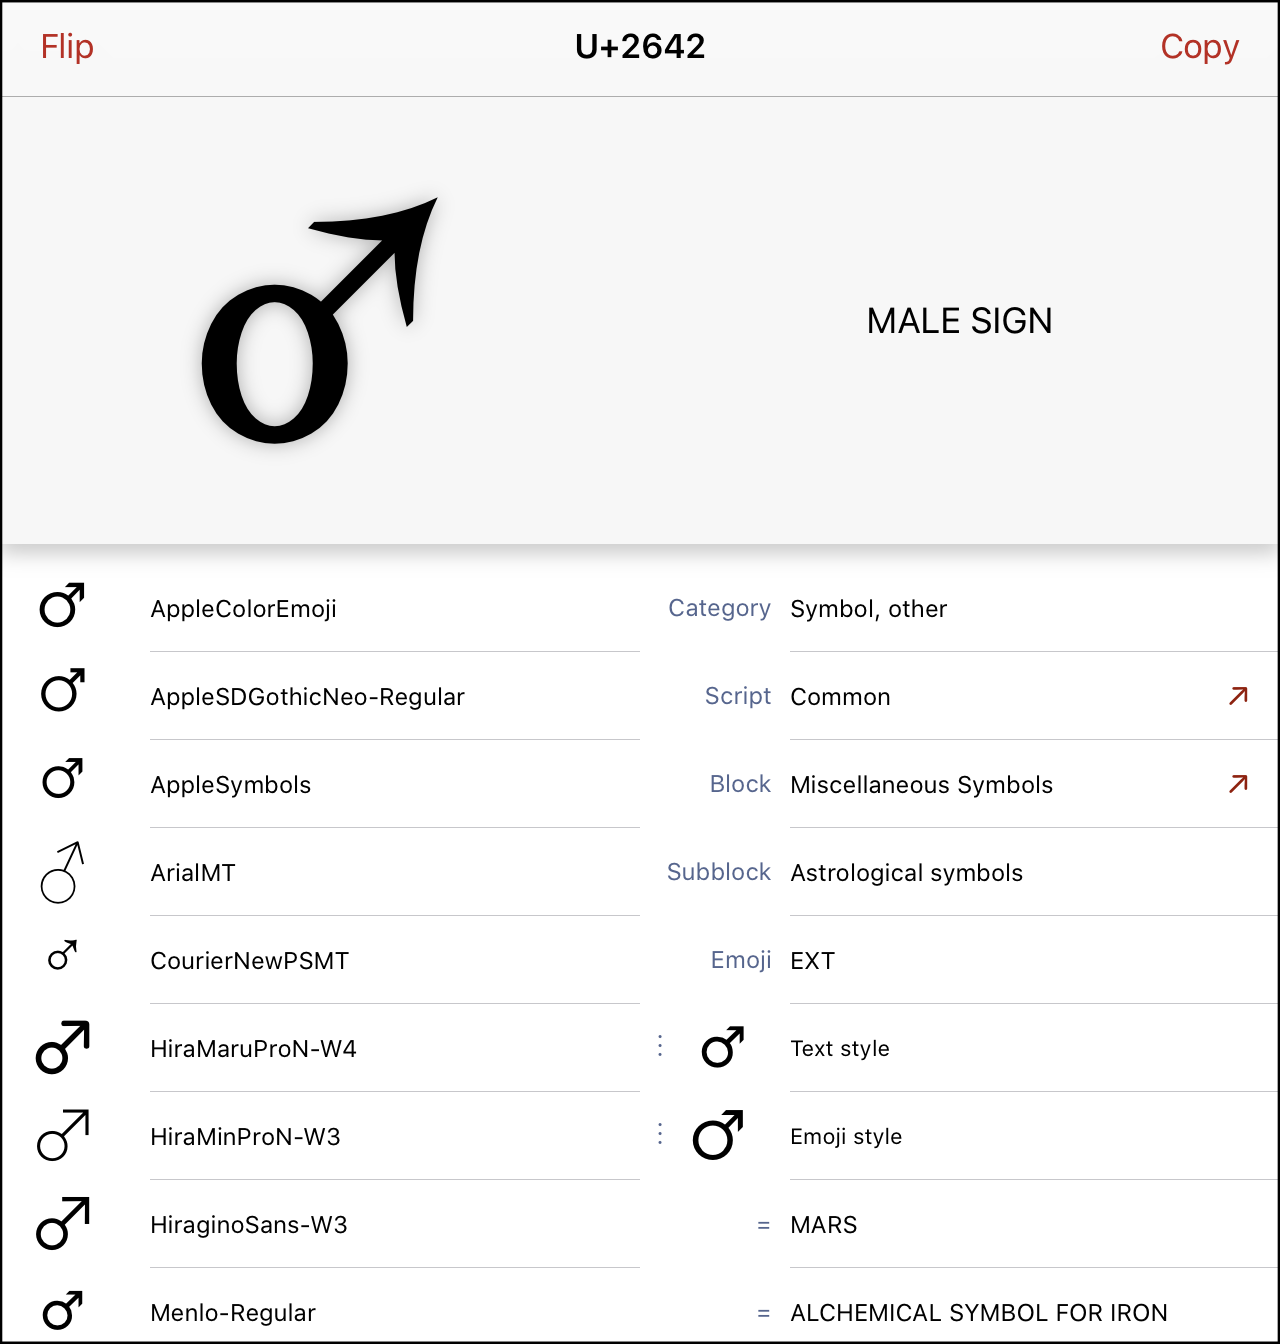 Flip U+2642 Copy
♂ MALE SIGN
♂ AppleColorEmoji
♂ AppleSDGothicNeo-Regular
♂ AppleSymbols
♂ ArialMT
♂ CourierNewPSMT
♂ HiraMaruProN-W4
♂ HiraMinProN-W3
♂ HiraginoSans-W3
♂ Menlo-Regular
Category Symbol, other
Script Common
Block Miscellaneous Symbols
Subblock Astrological symbols
Emoji EXT
⋮ ♂ Text style
⋮ ♂ Emoji style
= MARS
= ALCHEMICAL SYMBOL FOR IRON